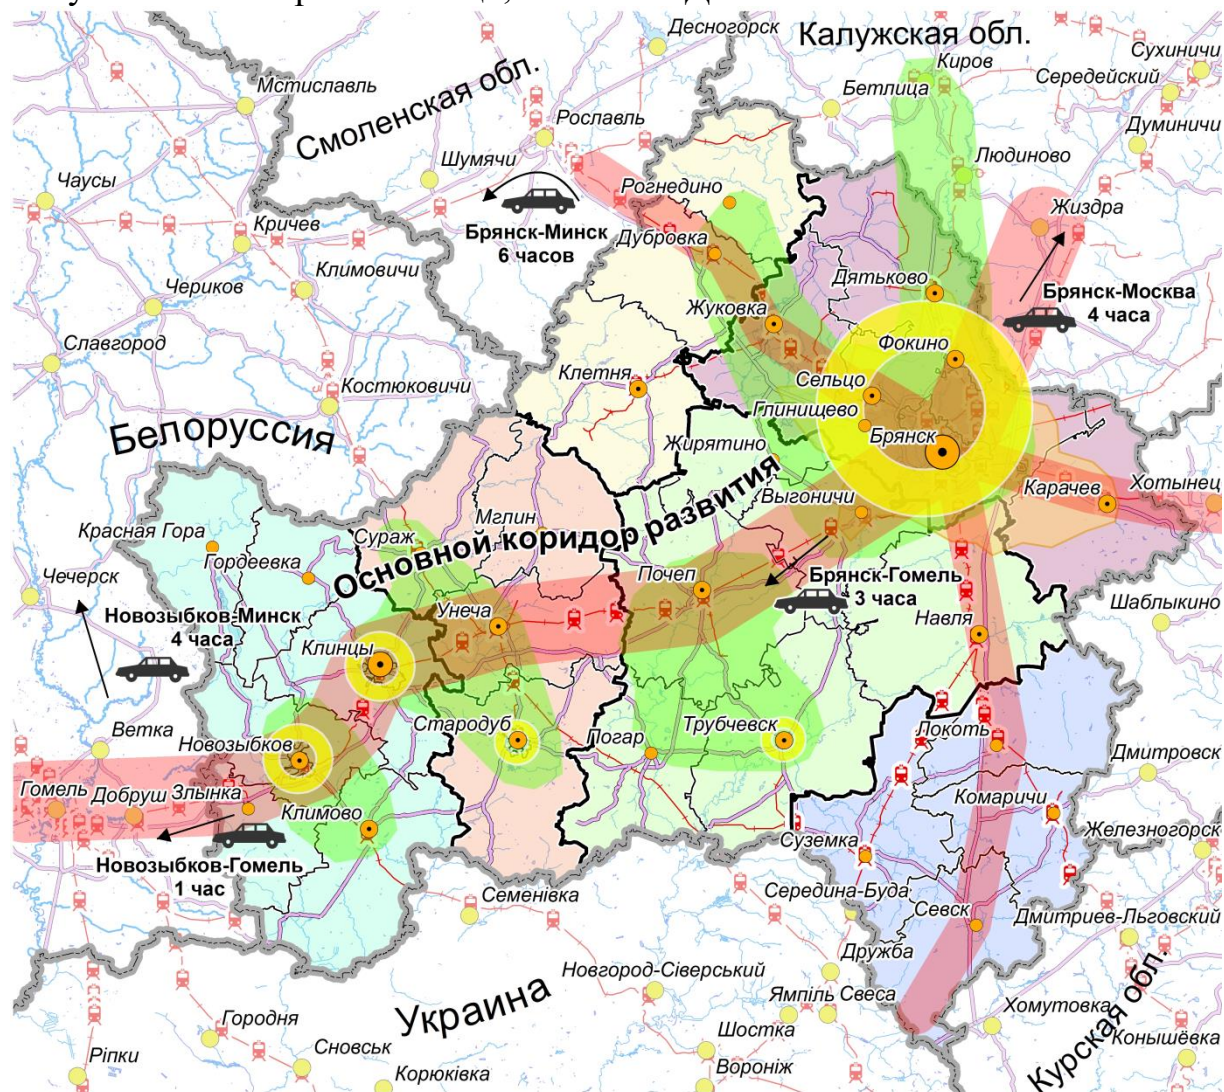 Десногорск
Калужская обл.
Сухиничи
Киров
Середейский
Бетлица
Мстиславль
Смоленская обл.
Рославль
Думиничи
Шумячи
Людиново
Чаусы
Рогнедино
Жиздра
Кричев
Брянск-Минск
6 часов
Дубровка
Климовичи
Дятьково
Брянск-Москва
4 часа
Чериков
Жуковка
Славгород
Фокино
Клетня
Сельцо
Костюковичи
Глинищево
Белоруссия
Брянск
Жирятино
Основной коридор развития
Выгоничи
Карачев
Хотынец
Красная Гора
Мглин
Сураж
Гордеевка
Чечерск
Почеп
Брянск-Гомель
3 часа
Шаблыкино
Новозыбков-Минск
4 часа
Унеча
Клинцы
Навля
Ветка
Новозыбков
Стародуб
Погар
Трубчевск
Локоть
Дмитровск
Гомель
Добруш
Злынка
Климово
Комаричи
Железногорск
Суземка
Новозыбков-Гомель
1 час
Семенівка
Середина-Буда
Севск
Дмитриев-Льговский
Дружба
Новгород-Сіверський
Украина
Ямпіль
Свеса
Хомутовка
Курская обл.
Городня
Шостка
Сновськ
Конышёвка
Ріпки
Корюківка
Вороніж